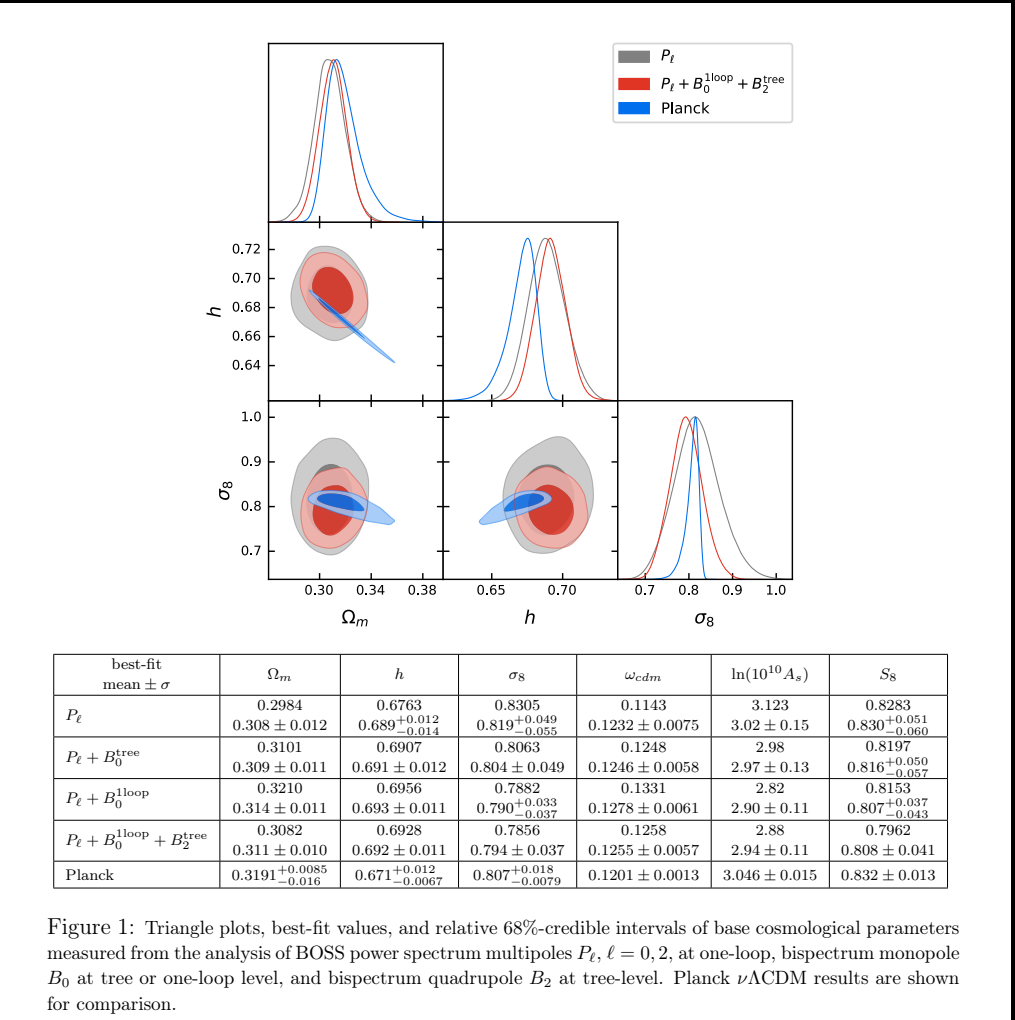 P_ℓ
P_ℓ + B_0^{1loop} + B_2^{tree}
Planck
0.72
0.70
0.68
0.66
0.64
h
1.0
0.9
0.8
0.7
σ_8
0.30 0.34 0.38
0.65 0.70
0.7 0.8 0.9 1.0
Ω_m h σ_8
best-fit
mean ± σ
Ω_m h σ_8 ω_{cdm} ln(10^{10}A_s) S_8
P_ℓ
0.2984 0.6763 0.8305 0.1143 3.123 0.8283
0.308 ± 0.012 0.689^{+0.012}_{−0.014} 0.819^{+0.049}_{−0.055} 0.1232 ± 0.0075 3.02 ± 0.15 0.830^{+0.051}_{−0.060}
P_ℓ + B_0^{tree}
0.3101 0.6907 0.8063 0.1248 2.98 0.8197
0.309 ± 0.011 0.691 ± 0.012 0.804 ± 0.049 0.1246 ± 0.0058 2.97 ± 0.13 0.816^{+0.050}_{−0.057}
P_ℓ + B_0^{1loop}
0.3210 0.6956 0.7882 0.1331 2.82 0.8153
0.314 ± 0.011 0.693 ± 0.011 0.790^{+0.033}_{−0.037} 0.1278 ± 0.0061 2.90 ± 0.11 0.807^{+0.037}_{−0.043}
P_ℓ + B_0^{1loop} + B_2^{tree}
0.3082 0.6928 0.7856 0.1258 2.88 0.7962
0.311 ± 0.010 0.692 ± 0.011 0.794 ± 0.037 0.1255 ± 0.0057 2.94 ± 0.11 0.808 ± 0.041
Planck 0.3191^{+0.0085}_{−0.016} 0.671^{+0.012}_{−0.0067} 0.807^{+0.018}_{−0.0079} 0.1201 ± 0.0013 3.046 ± 0.015 0.832 ± 0.013
Figure 1: Triangle plots, best-fit values, and relative 68%-credible intervals of base cosmological parameters
measured from the analysis of BOSS power spectrum multipoles P_ℓ, ℓ = 0, 2, at one-loop, bispectrum monopole
B_0 at tree or one-loop level, and bispectrum quadrupole B_2 at tree-level. Planck νΛCDM results are shown
for comparison.